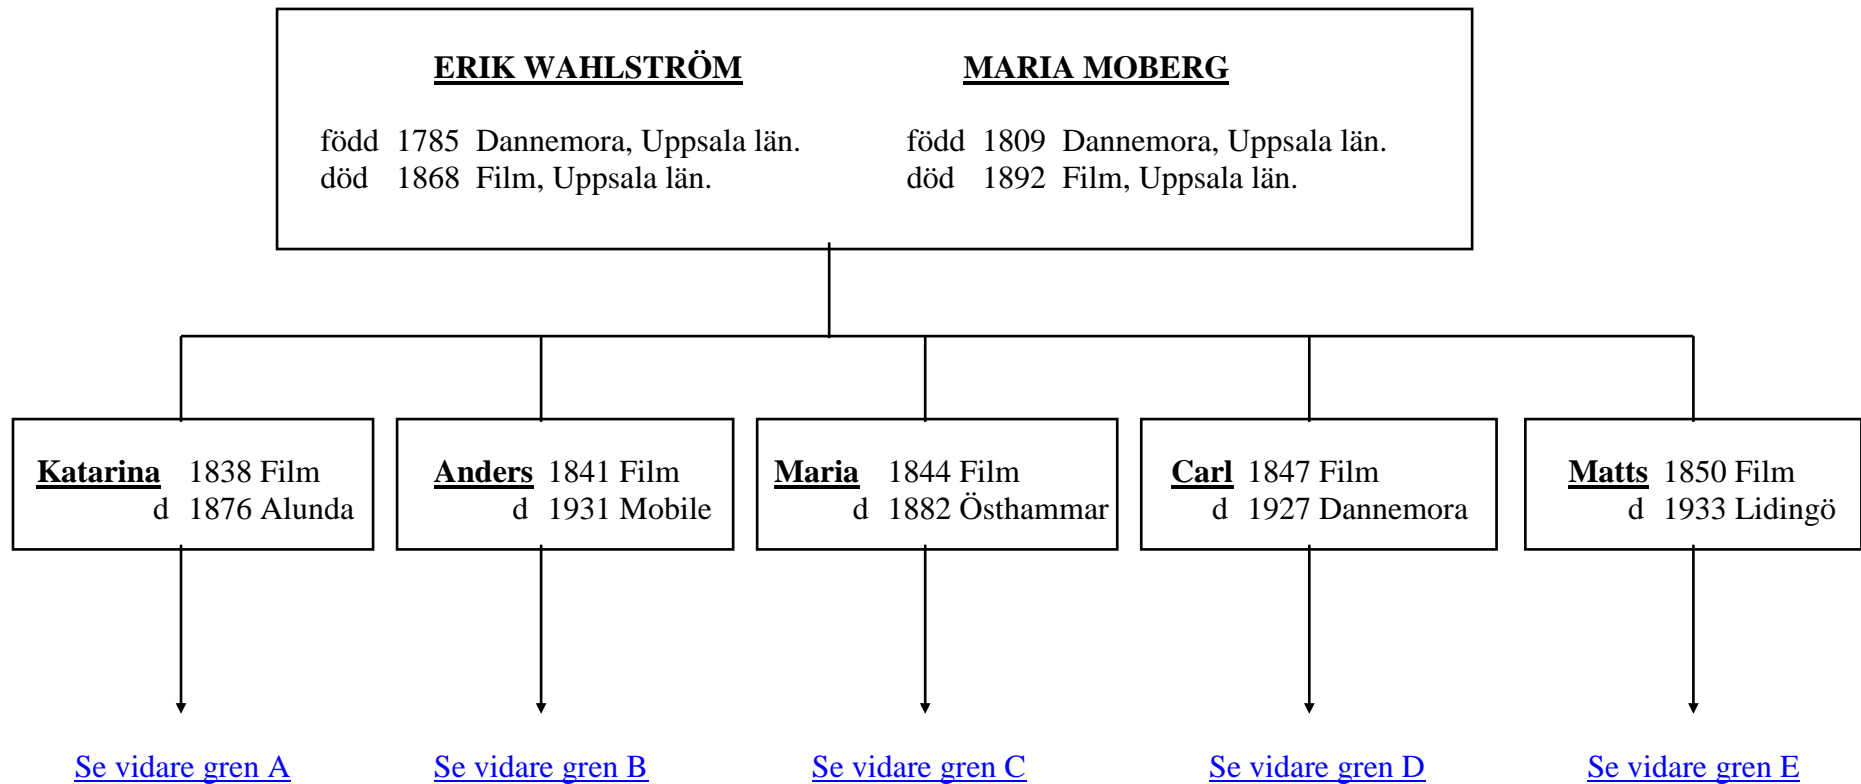 ERIK WAHLSTRÖM
född 1785 Dannemora, Uppsala län.
död 1868 Film, Uppsala län.
MARIA MOBERG
född 1809 Dannemora, Uppsala län.
död 1892 Film, Uppsala län.
Katarina 1838 Film
d 1876 Alunda
Anders 1841 Film
d 1931 Mobile
Maria 1844 Film
d 1882 Östhammar
Carl 1847 Film
d 1927 Dannemora
Matts 1850 Film
d 1933 Lidingö
Se vidare gren A
Se vidare gren B
Se vidare gren C
Se vidare gren D
Se vidare gren E